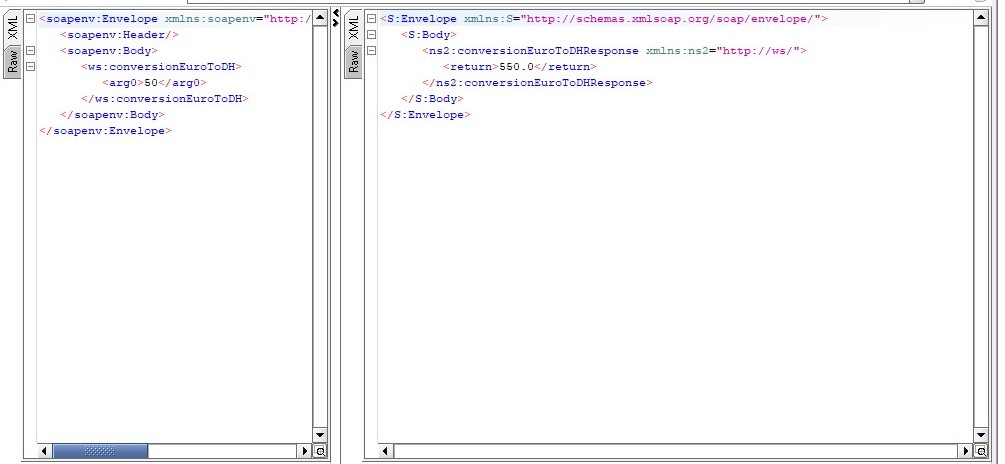 XML
Raw
<soapenv:Envelope xmlns:soapenv="http:/
<soapenv:Header/>
<soapenv:Body>
<ws:conversionEuroToDH>
<arg0>50</arg0>
</ws:conversionEuroToDH>
</soapenv:Body>
</soapenv:Envelope>
XML
Raw
<S:Envelope xmlns:S="http://schemas.xmlsoap.org/soap/envelope/">
<S:Body>
<ns2:conversionEuroToDHResponse xmlns:ns2="http://ws/">
<return>550.0</return>
</ns2:conversionEuroToDHResponse>
</S:Body>
</S:Envelope>